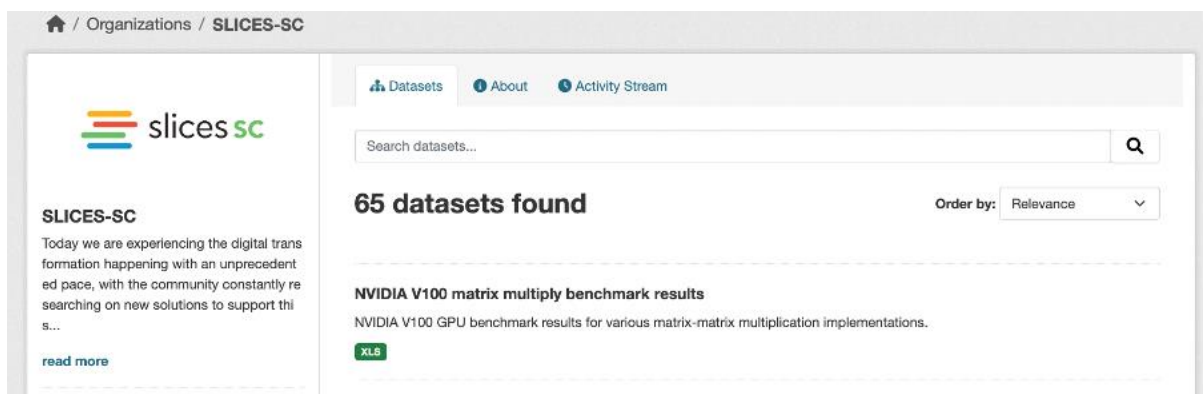 / Organizations / SLICES-SC
slices sc
SLICES-SC
Today we are experiencing the digital trans
formation happening with an unprecedent
ed pace, with the community constantly re
searching on new solutions to support thi
s...
read more
Datasets About Activity Stream
Search datasets...
65 datasets found
Order by: Relevance
NVIDIA V100 matrix multiply benchmark results
NVIDIA V100 GPU benchmark results for various matrix-matrix multiplication implementations.
XLS